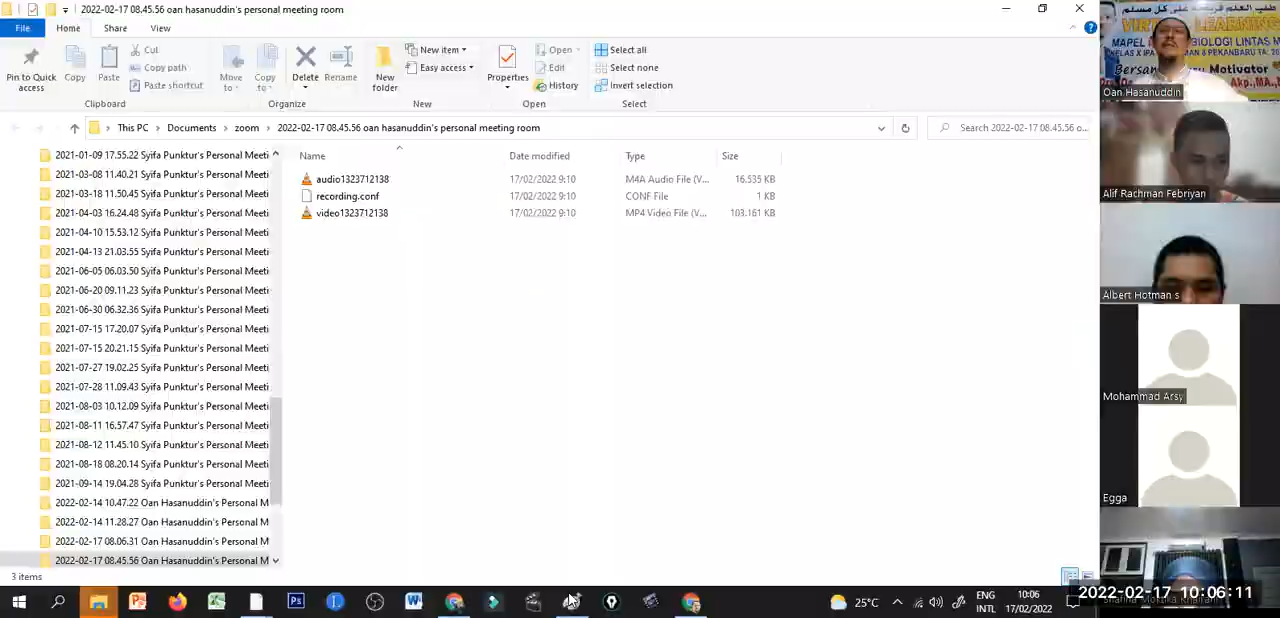 2022-02-17 08.45.56 oan hasanuddin's personal meeting room
File Home Share View
Pin to Quick access
Copy
Paste
Cut
Copy path
Paste shortcut
Clipboard
Move to
Copy to
Delete
Rename
Organize
New folder
New item
Easy access
New
Properties
Open
Edit
History
Open
Select all
Select none
Invert selection
Select
This PC > Documents > zoom > 2022-02-17 08.45.56 oan hasanuddin's personal meeting room
Search 2022-02-17 08.45.56 o...
2021-01-09 17.55.22 Syifa Punktur's Personal Meeti
2021-03-08 11.40.21 Syifa Punktur's Personal Meeti
2021-03-18 11.50.45 Syifa Punktur's Personal Meeti
2021-04-03 16.24.48 Syifa Punktur's Personal Meeti
2021-04-10 15.53.12 Syifa Punktur's Personal Meeti
2021-04-13 21.03.55 Syifa Punktur's Personal Meeti
2021-06-05 06.03.50 Syifa Punktur's Personal Meeti
2021-06-20 09.11.23 Syifa Punktur's Personal Meeti
2021-06-30 06.32.36 Syifa Punktur's Personal Meeti
2021-07-15 17.20.07 Syifa Punktur's Personal Meeti
2021-07-15 20.21.15 Syifa Punktur's Personal Meeti
2021-07-27 19.02.25 Syifa Punktur's Personal Meeti
2021-07-28 11.09.43 Syifa Punktur's Personal Meeti
2021-08-03 10.12.09 Syifa Punktur's Personal Meeti
2021-08-11 16.57.47 Syifa Punktur's Personal Meeti
2021-08-12 11.45.10 Syifa Punktur's Personal Meeti
2021-08-18 08.20.14 Syifa Punktur's Personal Meeti
2021-09-14 19.04.28 Syifa Punktur's Personal Meeti
2022-02-14 10.47.22 Oan Hasanuddin's Personal M
2022-02-14 11.28.27 Oan Hasanuddin's Personal M
2022-02-17 08.06.31 Oan Hasanuddin's Personal M
2022-02-17 08.45.56 Oan Hasanuddin's Personal M
Name Date modified Type Size
audio1323712138 17/02/2022 9:10 M4A Audio File (V... 16.535 KB
recording.conf 17/02/2022 9:10 CONF File 1 KB
video1323712138 17/02/2022 9:10 MP4 Video File (V... 103.161 KB
3 items
25°C
ENG
INTL
10:06
17/02/2022
LEARNING
MAPEL BIOLOGI LINTAS
PEKANBARU
Motivator
Oan Hasanuddin
Alif Rachman Febriyan
Albert Hotman s
Mohammad Arsy
Egga
2022-02-17 10:06:11